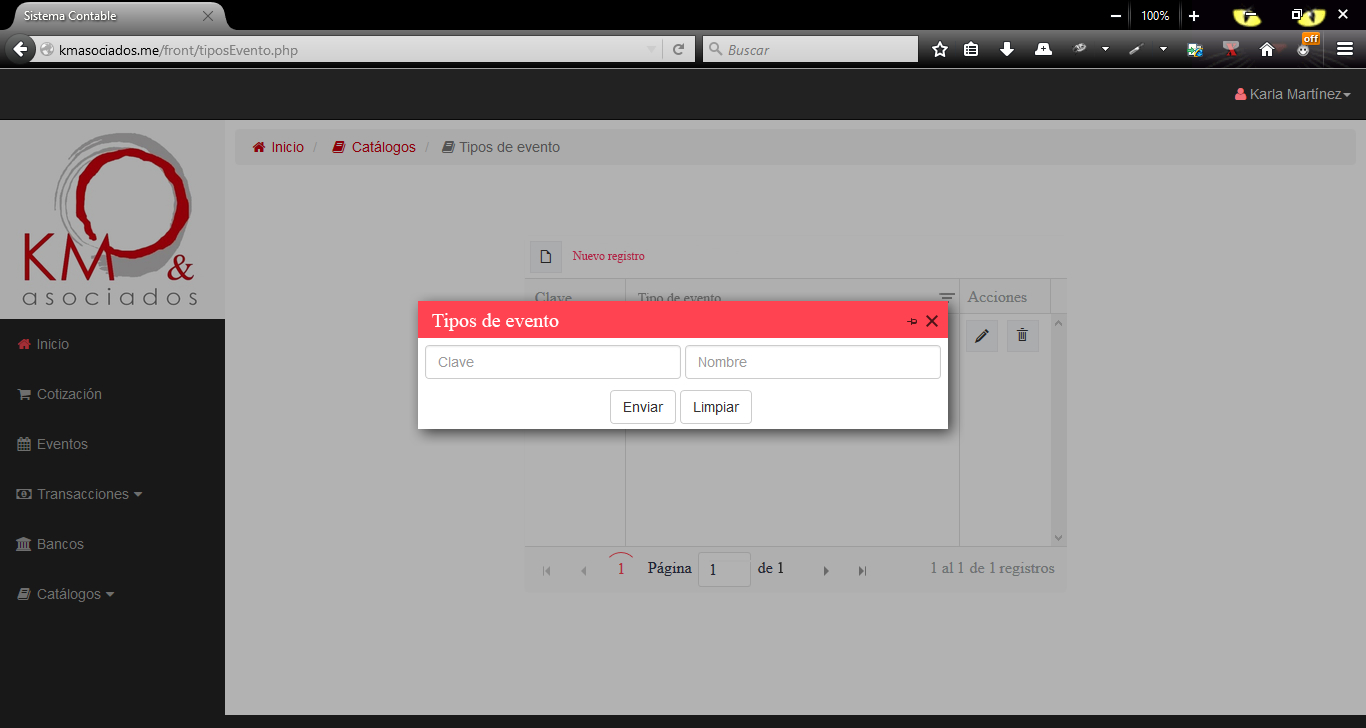 Sistema Contable
100%
kmasociados.me/front/tiposEvento.php
Buscar
off
Karla Martínez
KM &
asociados
Inicio / Catálogos / Tipos de evento
Nuevo registro
Clave Tipo de evento Acciones
Tipos de evento
Clave Nombre
Enviar Limpiar
Inicio
Cotización
Eventos
Transacciones
Bancos
Catálogos
1 Página 1 de 1 1 al 1 de 1 registros